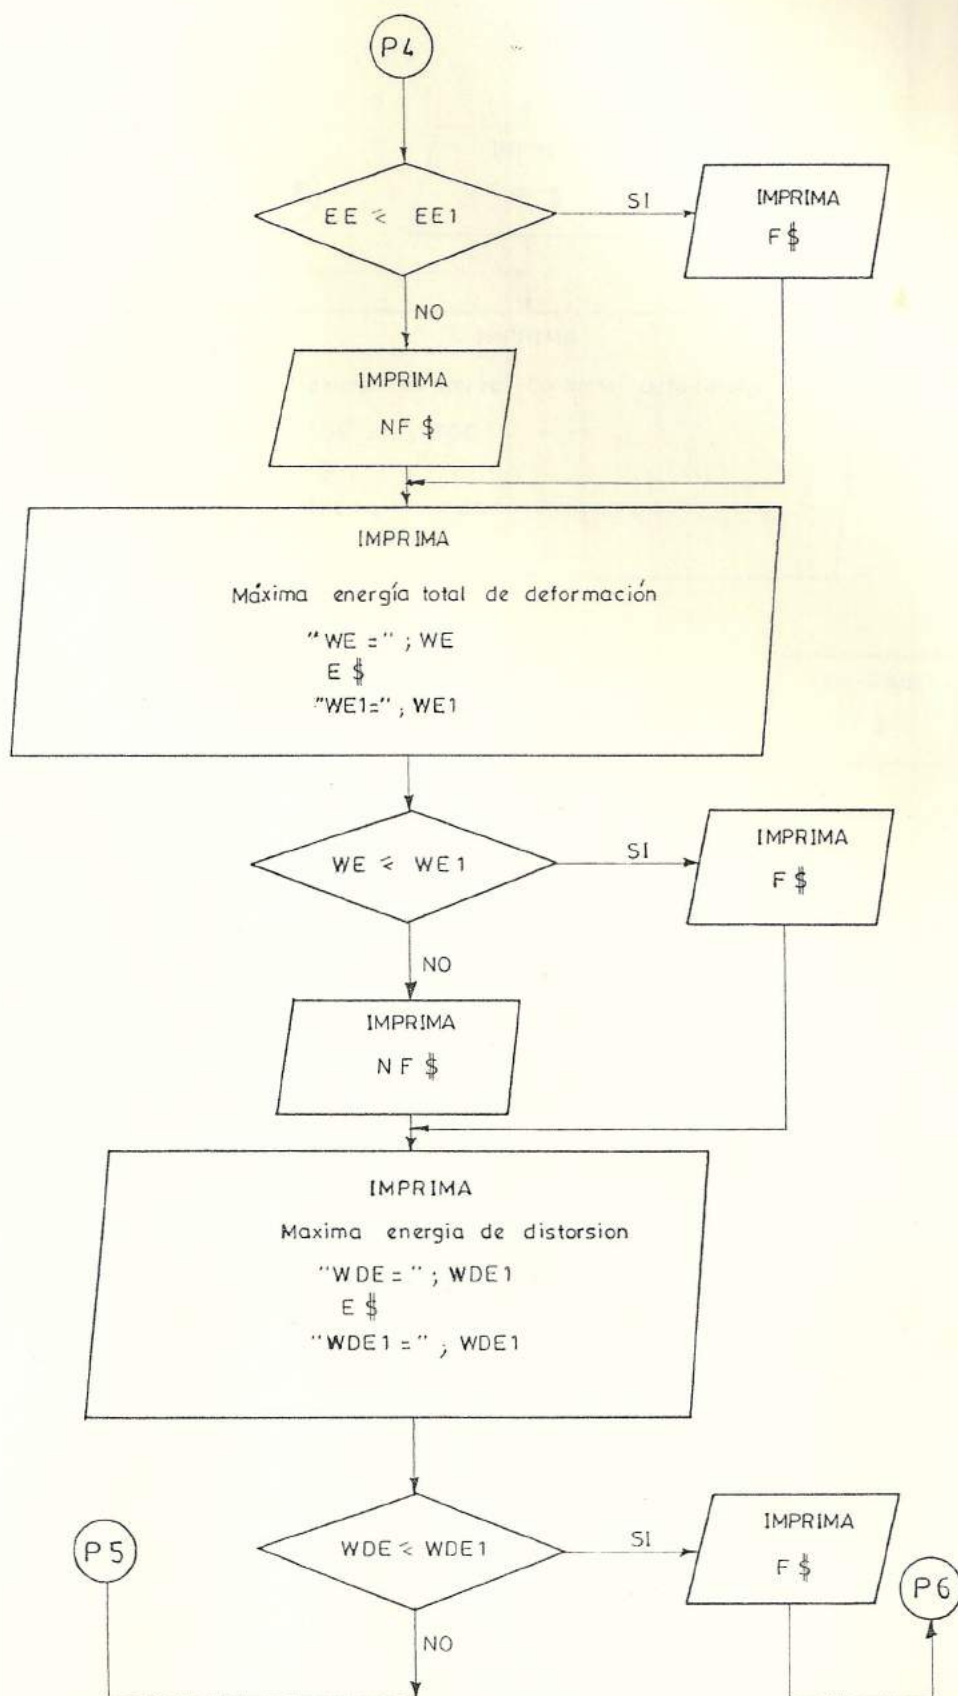 P4
EE ≤ EE1
SI
IMPRIMA
F $
NO
IMPRIMA
NF $
IMPRIMA
Máxima energía total de deformación
"WE =" ; WE
E $
"WE1=" ; WE1
WE ≤ WE1
SI
IMPRIMA
F $
NO
IMPRIMA
NF $
IMPRIMA
Maxima energia de distorsion
"WDE=" ; WDE1
E $
"WDE1=" ; WDE1
P5
WDE ≤ WDE1
SI
IMPRIMA
F $
P6
NO